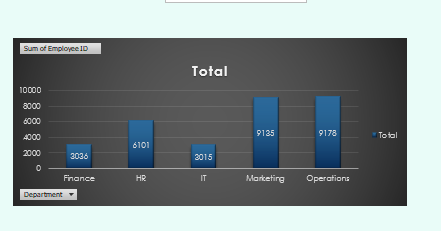 Sum of Employee ID
Total
10000
8000
6000
4000
2000
0
3036
6101
3015
9135
9178
Total
Finance HR IT Marketing Operations
Department